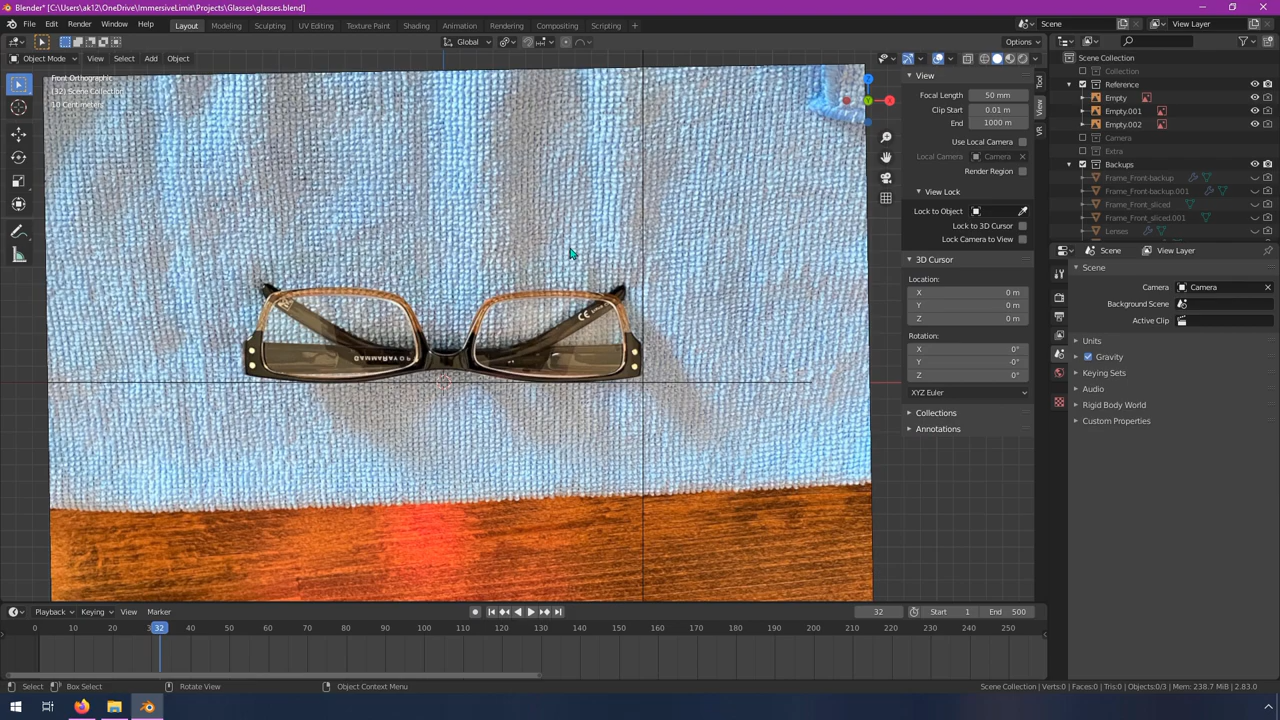 Blender* [C:\Users\ak12\OneDrive\ImmersiveLimit\Projects\Glasses\glasses.blend]
File Edit Render Window Help Layout Modeling Sculpting UV Editing Texture Paint Shading Animation Rendering Compositing Scripting + Scene View Layer
Global Options
Object Mode View Select Add Object
Front Orthographic
(32) Scene Collection
10 Centimeters
X
Y
View
Focal Length 50 mm
Clip Start 0.01 m
End 1000 m
Use Local Camera
Local Camera Camera
Render Region
View Lock
Lock to Object
Lock to 3D Cursor
Lock Camera to View
3D Cursor
Location:
X 0 m
Y 0 m
Z 0 m
Rotation:
X 0°
Y -0°
Z 0°
XYZ Euler
Collections
Annotations
Tool
View
VR
Scene Collection
Collection
Reference
Empty
Empty.001
Empty.002
Camera
Extra
Backups
Frame_Front-backup
Frame_Front-backup.001
Frame_Front_sliced
Frame_Front_sliced.001
Lenses
Scene View Layer
Scene
Camera Camera
Background Scene
Active Clip
Units
Gravity
Keying Sets
Audio
Rigid Body World
Custom Properties
CE
Playback Keying View Marker 32 Start 1 End 500
0 10 20 32 40 50 60 70 80 90 100 110 120 130 140 150 160 170 180 190 200 210 220 230 240 250
Select Box Select Rotate View Object Context Menu Scene Collection | Verts:0 | Faces:0 | Tris:0 | Objects:0/3 | Mem: 238.7 MiB | 2.83.0